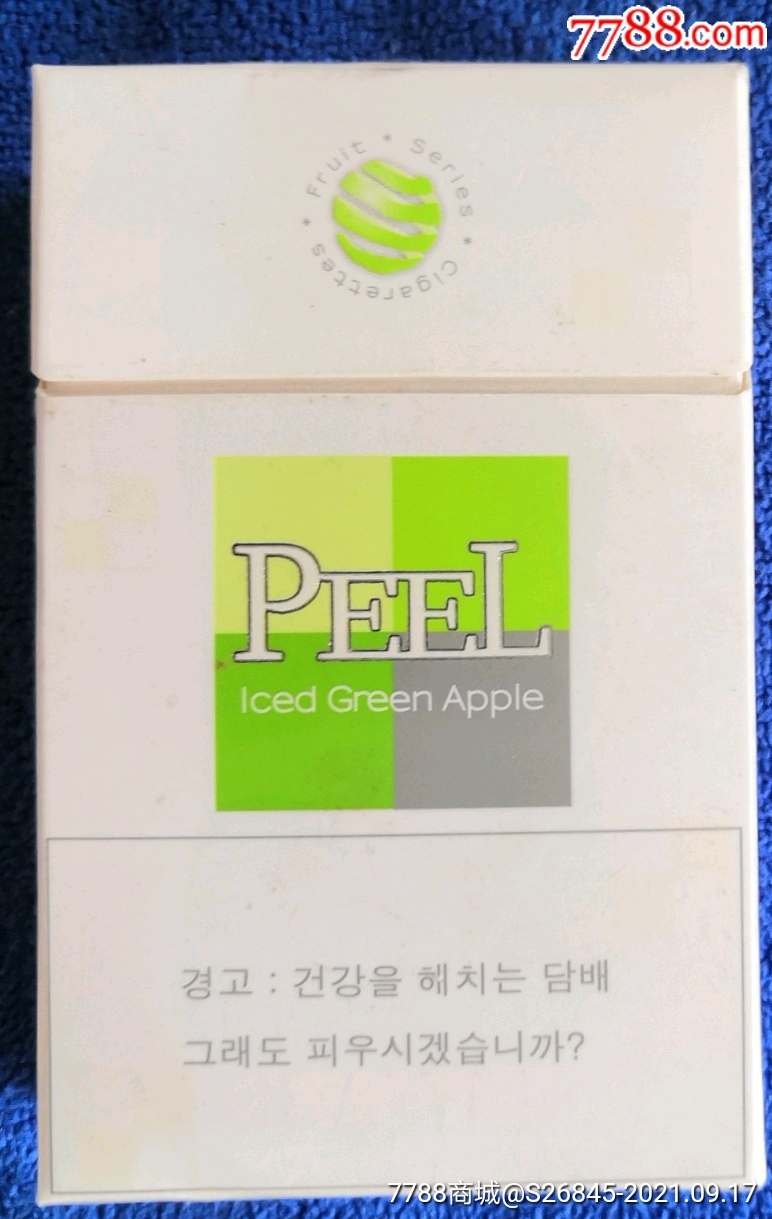 7788.com
Fruit * Series * Cigarettes *
PEEL
Iced Green Apple
경고 : 건강을 해치는 담배
그래도 피우시겠습니까?
7788商城@S26845-2021.09.17